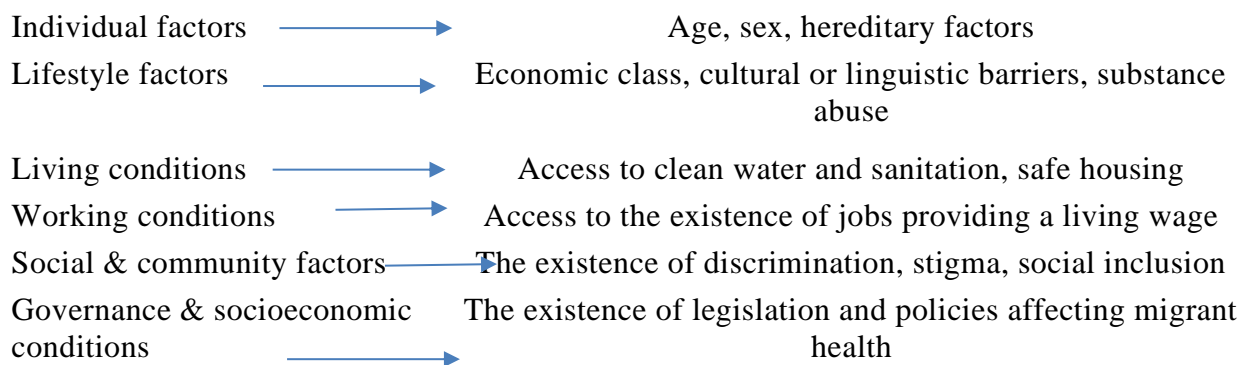 Individual factors Age, sex, hereditary factors
Lifestyle factors Economic class, cultural or linguistic barriers, substance
abuse
Living conditions Access to clean water and sanitation, safe housing
Working conditions Access to the existence of jobs providing a living wage
Social & community factors The existence of discrimination, stigma, social inclusion
Governance & socioeconomic The existence of legislation and policies affecting migrant
conditions health